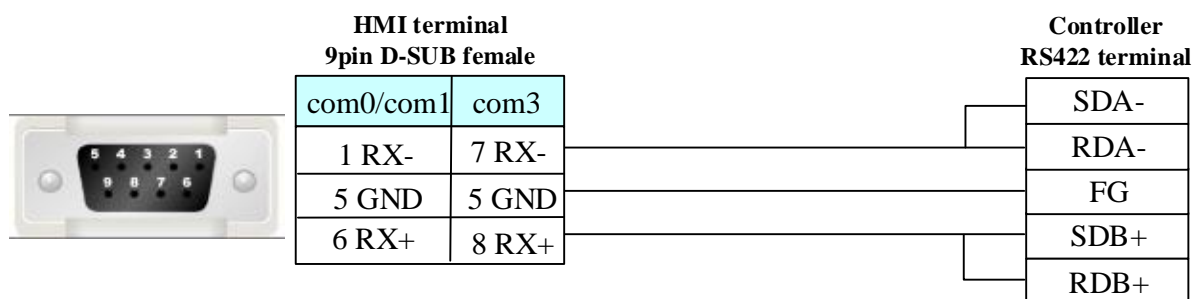 HMI terminal
9pin D-SUB female
Controller
RS422 terminal
com0/com1 com3
SDA-
1 RX- 7 RX-
RDA-
5 GND 5 GND
FG
6 RX+ 8 RX+
SDB+
RDB+
5 4 3 2 1
9 8 7 6